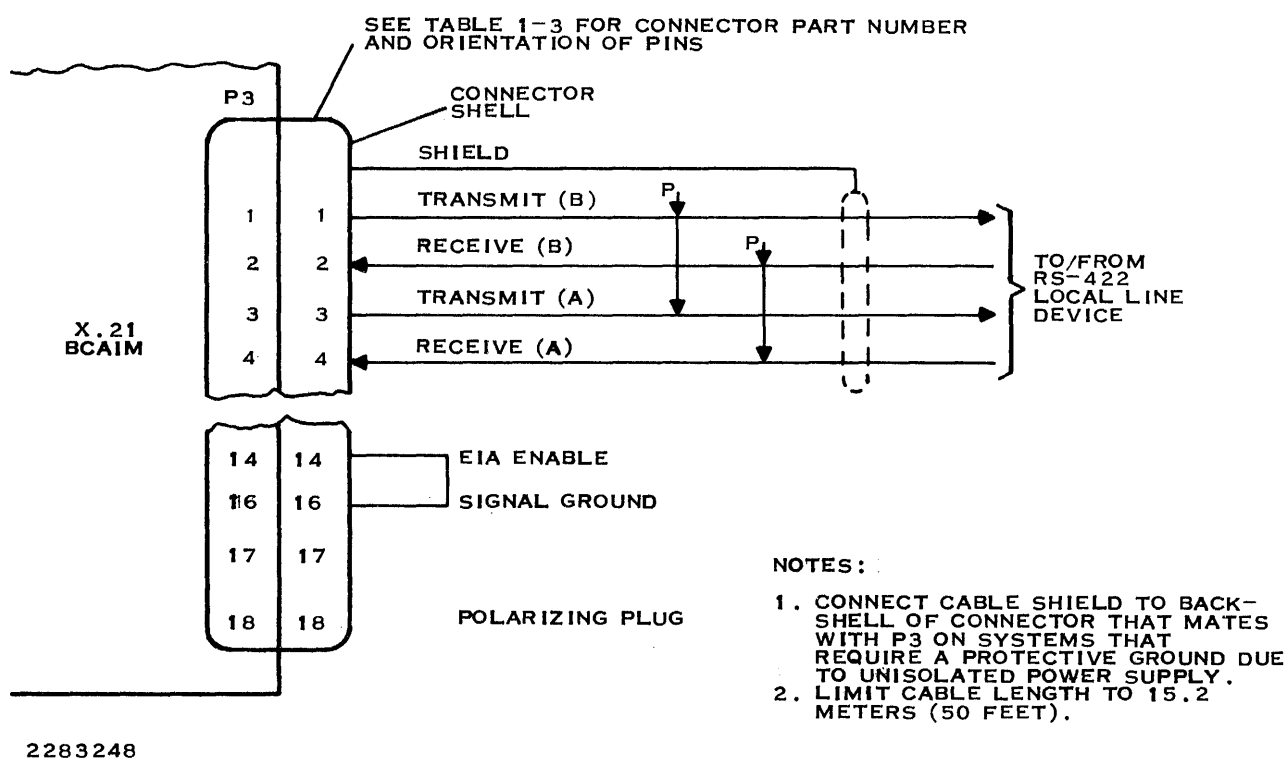 SEE TABLE 1-3 FOR CONNECTOR PART NUMBER
AND ORIENTATION OF PINS
P3
CONNECTOR
SHELL
SHIELD
P
1 1 TRANSMIT (B)
P
2 2 RECEIVE (B)
3 3 TRANSMIT (A)
4 4 RECEIVE (A)
TO/FROM
RS-422
LOCAL LINE
DEVICE
X.21
BCAIM
14 14 EIA ENABLE
16 16 SIGNAL GROUND
17 17
18 18 POLARIZING PLUG
NOTES:
1. CONNECT CABLE SHIELD TO BACK-
SHELL OF CONNECTOR THAT MATES
WITH P3 ON SYSTEMS THAT
REQUIRE A PROTECTIVE GROUND DUE
TO UNISOLATED POWER SUPPLY.
2. LIMIT CABLE LENGTH TO 15.2
METERS (50 FEET).
2283248